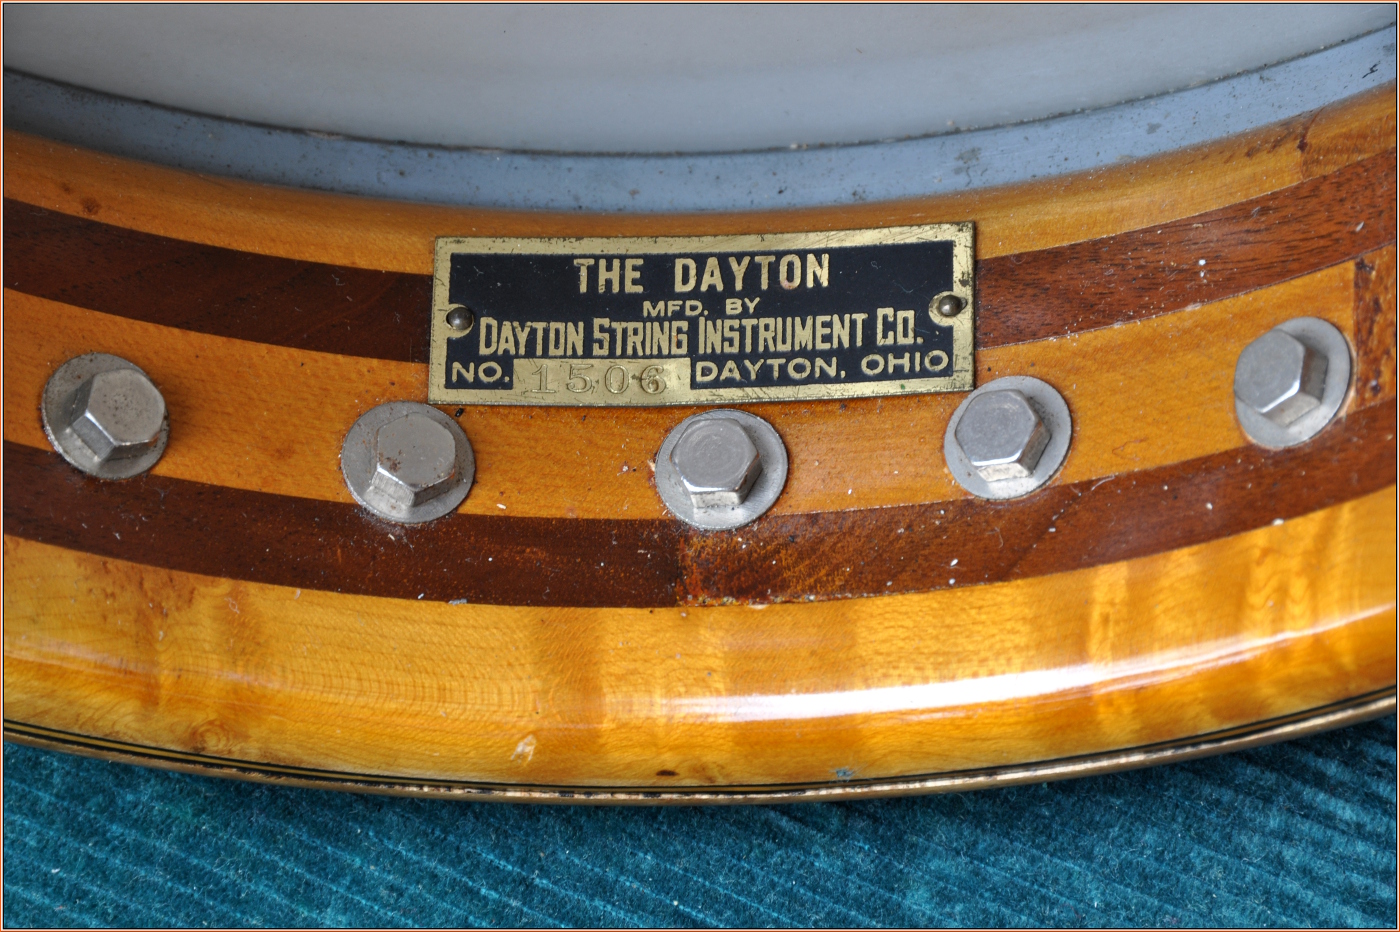 THE DAYTON
MFD. BY
DAYTON STRING INSTRUMENT CO.
NO. 1506 DAYTON, OHIO